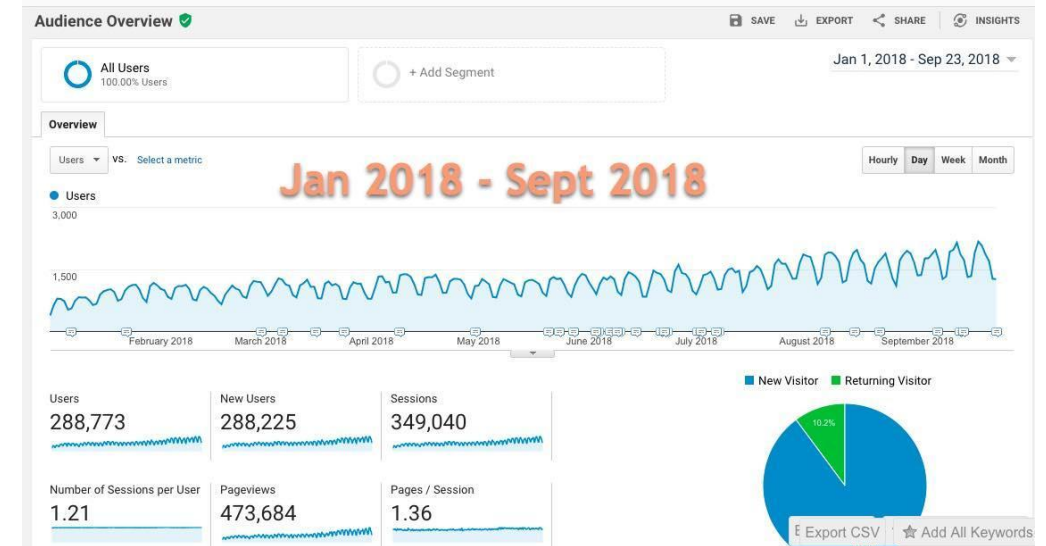 Audience Overview
SAVE EXPORT SHARE INSIGHTS
All Users
100.00% Users
+ Add Segment
Jan 1, 2018 - Sep 23, 2018
Overview
Users VS. Select a metric
Hourly Day Week Month
Jan 2018 - Sept 2018
Users
3,000
1,500
February 2018 March 2018 April 2018 May 2018 June 2018 July 2018 August 2018 September 2018
New Visitor Returning Visitor
Users New Users Sessions
288,773 288,225 349,040
10.2%
Number of Sessions per User Pageviews Pages / Session
1.21 473,684 1.36
Export CSV Add All Keywords